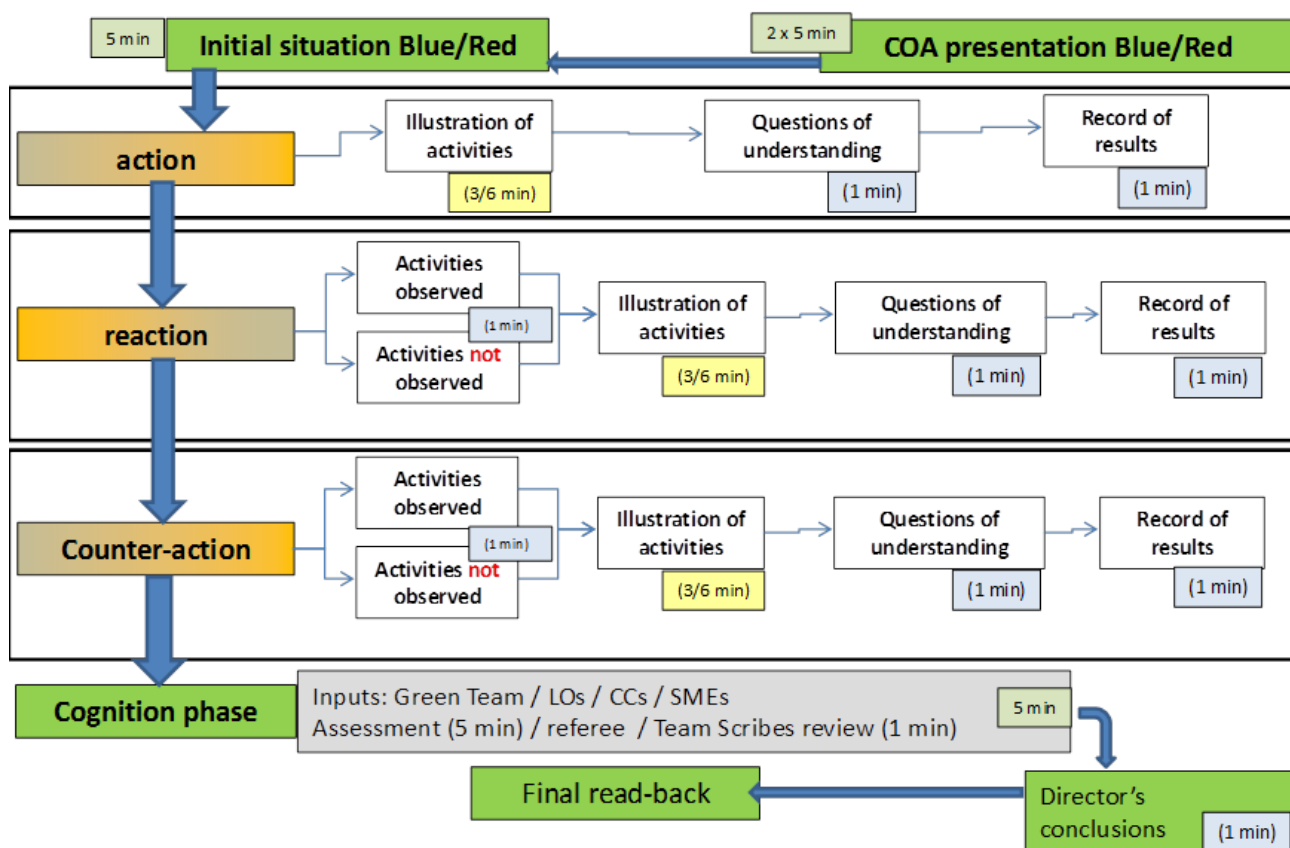 5 min
Initial situation Blue/Red
2 x 5 min
COA presentation Blue/Red
action
Illustration of
activities
(3/6 min)
Questions of
understanding
(1 min)
Record of
results
(1 min)
reaction
Activities
observed
(1 min)
Activities not
observed
Illustration of
activities
(3/6 min)
Questions of
understanding
(1 min)
Record of
results
(1 min)
Counter-action
Activities
observed
(1 min)
Activities not
observed
Illustration of
activities
(3/6 min)
Questions of
understanding
(1 min)
Record of
results
(1 min)
Cognition phase
Inputs: Green Team / LOs / CCs / SMEs
Assessment (5 min) / referee / Team Scribes review (1 min)
5 min
Final read-back
Director's
conclusions
(1 min)